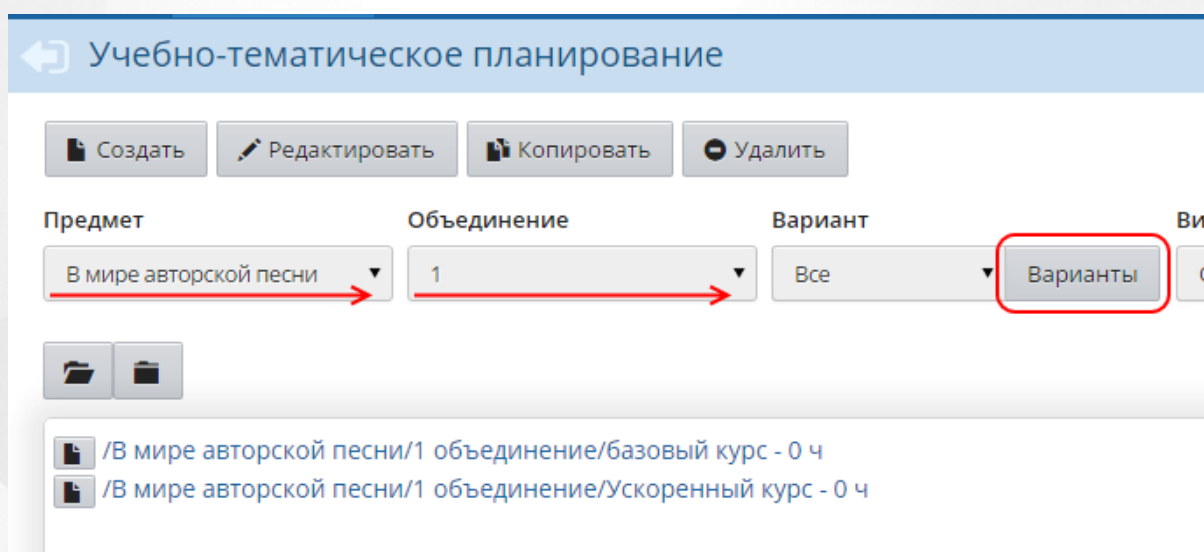 Учебно-тематическое планирование
Создать Редактировать Копировать Удалить
Предмет Объединение Вариант
В мире авторской песни 1 Все Варианты
/В мире авторской песни/1 объединение/базовый курс - 0 ч
/В мире авторской песни/1 объединение/Ускоренный курс - 0 ч